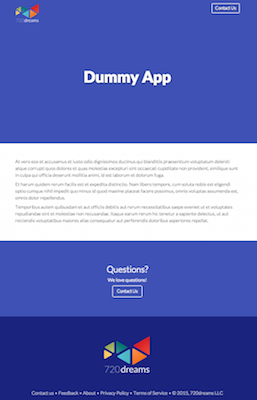 720dreams
Contact Us
Dummy App
At vero eos et accusamus et iusto odio dignissimos ducimus qui blanditiis praesentium voluptatum deleniti
atque corrupti quos dolores et quas molestias excepturi sint occaecati cupiditate non provident, similique sunt
in culpa qui officia deserunt mollitia animi, id est laborum et dolorum fuga.
Et harum quidem rerum facilis est et expedita distinctio. Nam libero tempore, cum soluta nobis est eligendi
optio cumque nihil impedit quo minus id quod maxime placeat facere possimus, omnis voluptas assumenda est,
omnis dolor repellendus.
Temporibus autem quibusdam et aut officiis debitis aut rerum necessitatibus saepe eveniet ut et voluptates
repudiandae sint et molestiae non recusandae. Itaque earum rerum hic tenetur a sapiente delectus, ut aut
reiciendis voluptatibus maiores alias consequatur aut perferendis doloribus asperiores repellat.
Questions?
We love questions!
Contact Us
720dreams
Contact us • Feedback • About • Privacy Policy • Terms of Service • © 2015, 720dreams LLC